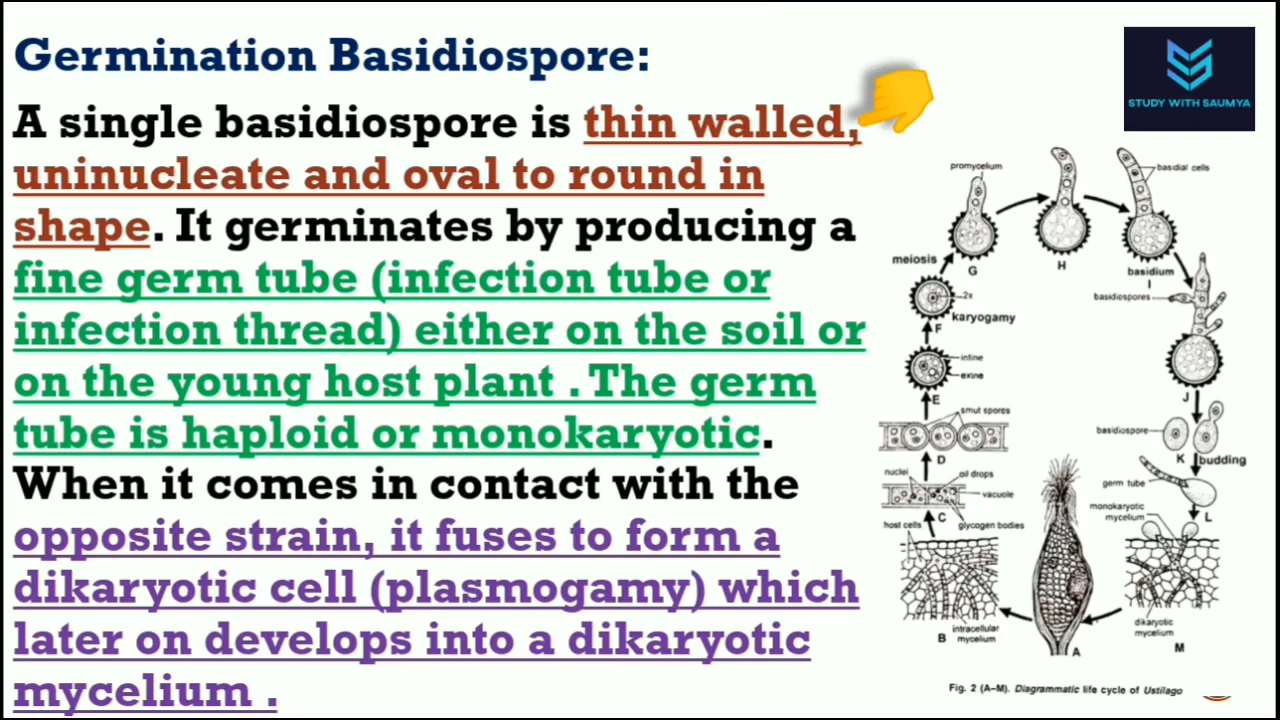 Germination Basidiospore:
A single basidiospore is thin walled,
uninucleate and oval to round in
shape. It germinates by producing a
fine germ tube (infection tube or
infection thread) either on the soil or
on the young host plant . The germ
tube is haploid or monokaryotic.
When it comes in contact with the
opposite strain, it fuses to form a
dikaryotic cell (plasmogamy) which
later on develops into a dikaryotic
mycelium .
STUDY WITH SAUMYA
promycelium
basidial cells
meiosis
G
H
basidium
I
2x
basidiospores
karyogamy
F
intine
exine
E
J
smut spores
basidiospore
D
K
budding
nuclei
oil drops
germ tube
vacuole
monokaryotic
mycelium
C
L
host cells
glycogen bodies
B
intracellular
mycelium
A
dikaryotic
mycelium
M
Fig. 2 (A–M). Diagrammatic life cycle of Ustilago